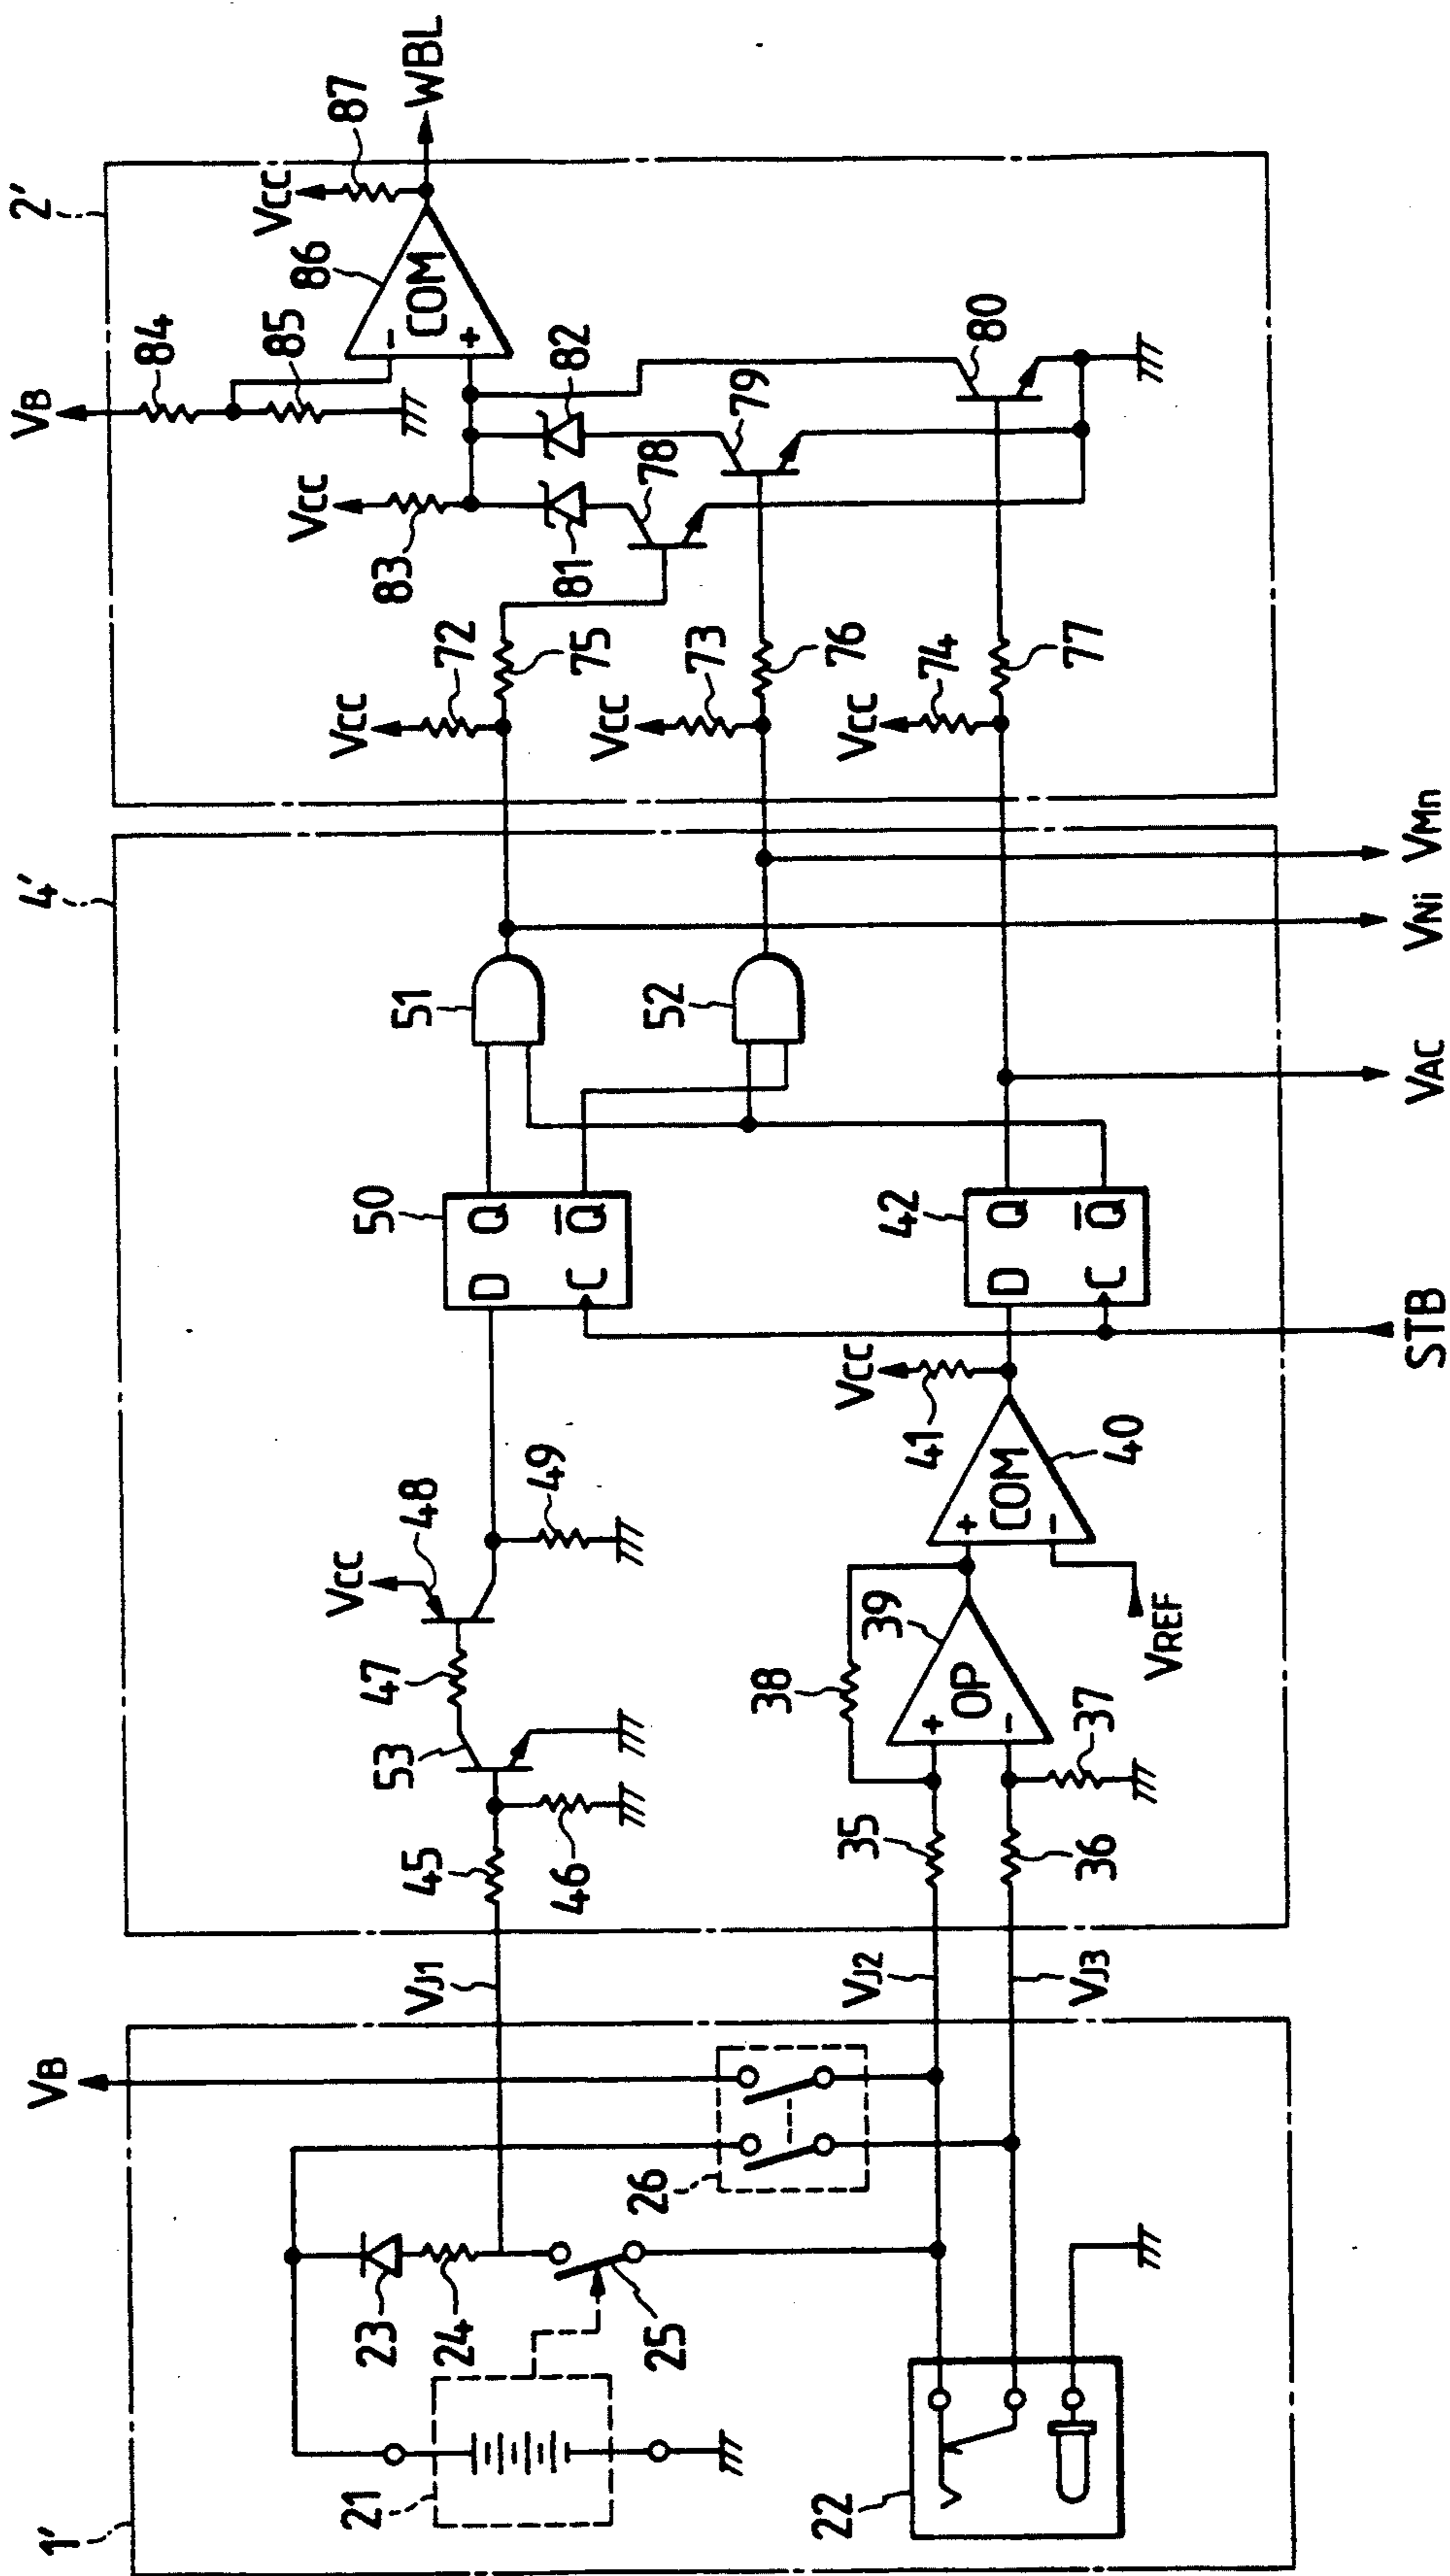 1'
4'
2'
VB
21
23
24
25
26
22
VJ1
VJ2
VJ3
45
46
53
47
VCC
48
49
35
36
37
38
OP
+
-
39
VREF
COM
+
-
40
41
VCC
STB
50
D
Q
C
Q̅
42
D
Q
C
Q̅
51
52
VAC
VNi
VMn
VCC
72
75
VCC
73
76
VCC
74
77
VCC
83
81
78
82
79
80
VB
84
85
86
COM
-
+
VCC
87
WBL